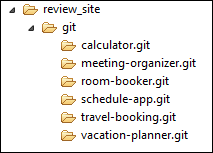 review_site
git
calculator.git
meeting-organizer.git
room-booker.git
schedule-app.git
travel-booking.git
vacation-planner.git